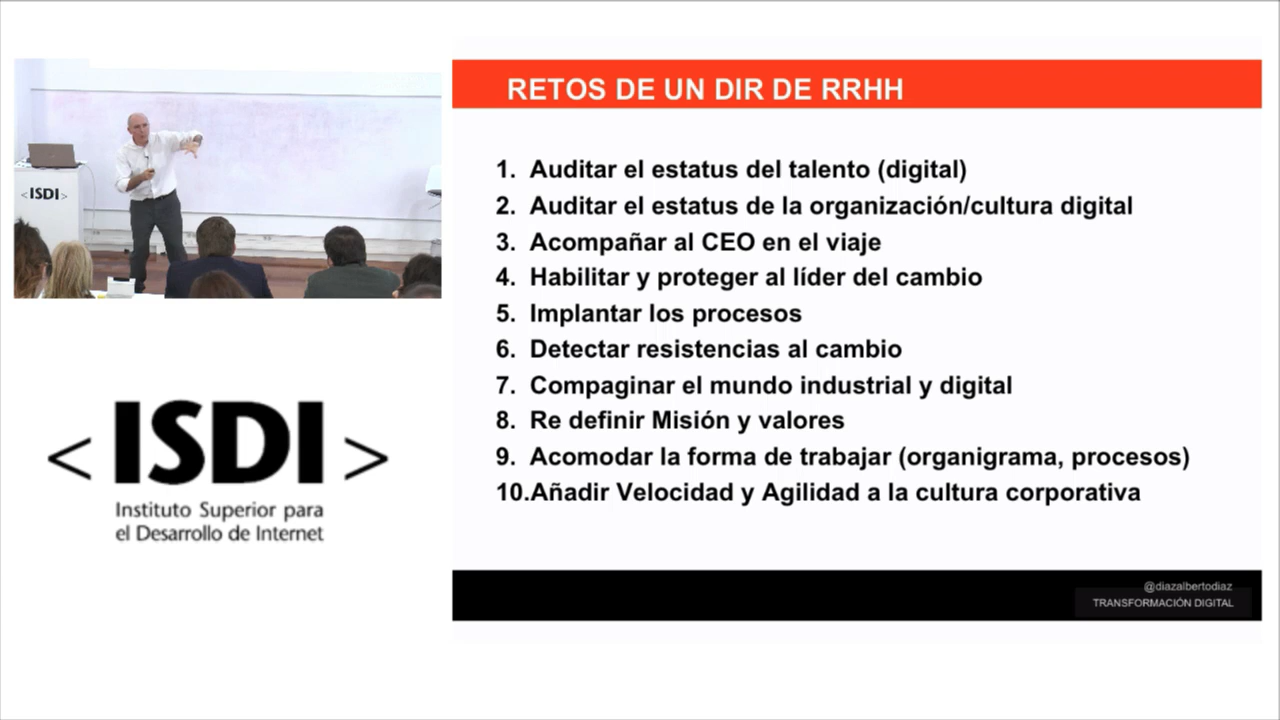 RETOS DE UN DIR DE RRHH
<ISDI>
1. Auditar el estatus del talento (digital)
2. Auditar el estatus de la organización/cultura digital
3. Acompañar al CEO en el viaje
4. Habilitar y proteger al líder del cambio
5. Implantar los procesos
6. Detectar resistencias al cambio
7. Compaginar el mundo industrial y digital
8. Re definir Misión y valores
9. Acomodar la forma de trabajar (organigrama, procesos)
10.Añadir Velocidad y Agilidad a la cultura corporativa
< ISDI >
Instituto Superior para
el Desarrollo de Internet
@diazalbertodiaz
TRANSFORMACIÓN DIGITAL